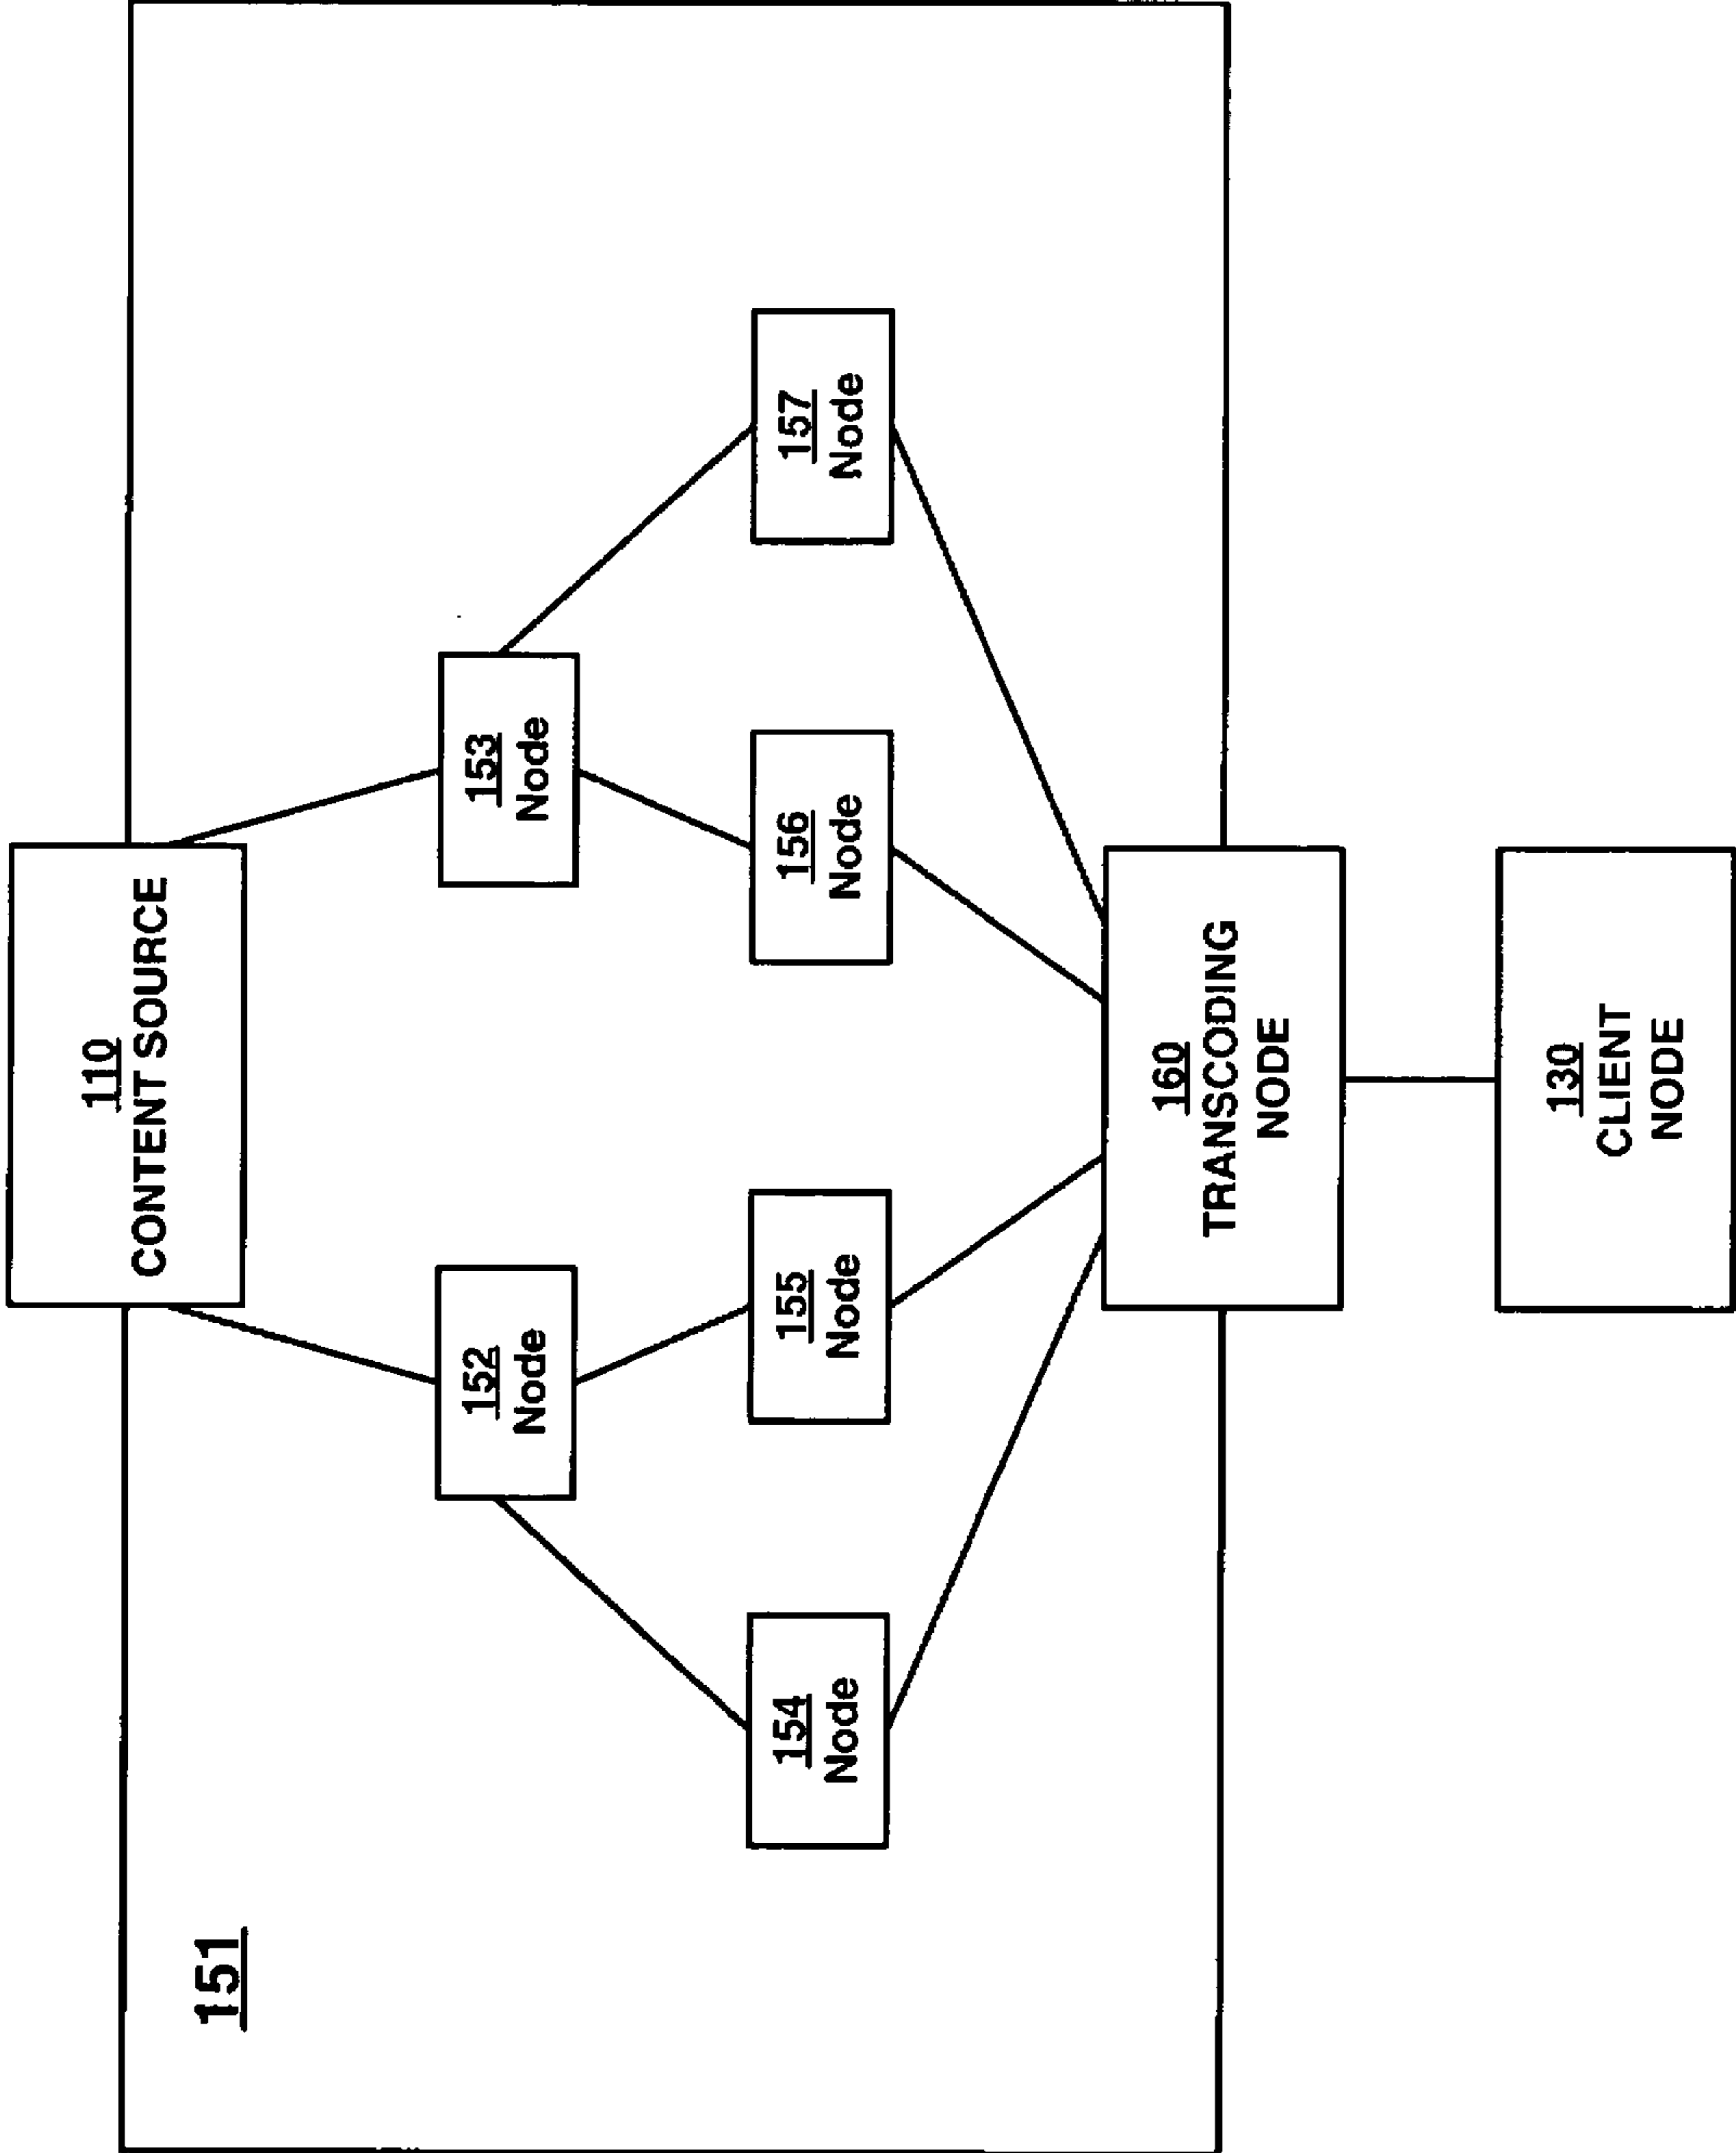 151
110
CONTENT SOURCE
152
Node
153
Node
154
Node
155
Node
156
Node
157
Node
160
TRANSCODING
NODE
130
CLIENT
NODE